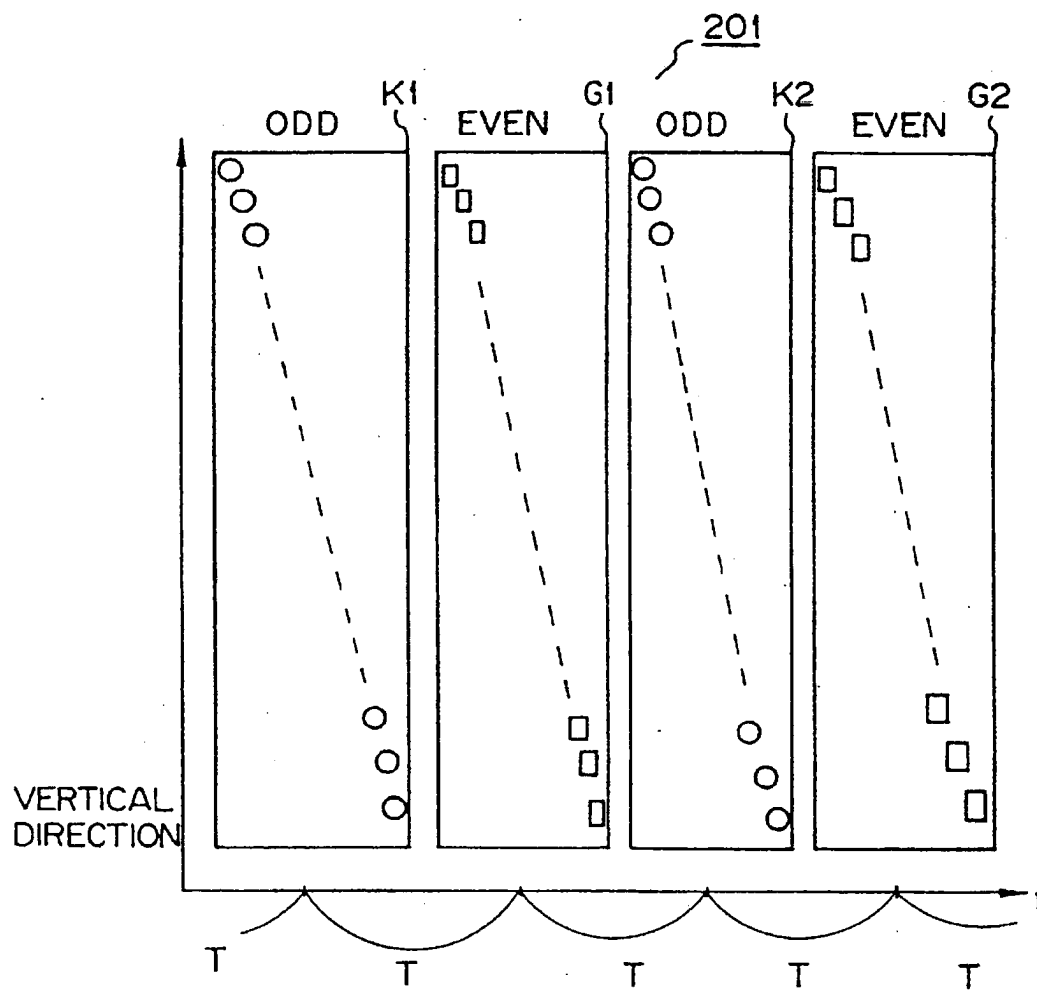 201
K1 G1 K2 G2
ODD EVEN ODD EVEN
VERTICAL
DIRECTION
T T T T T